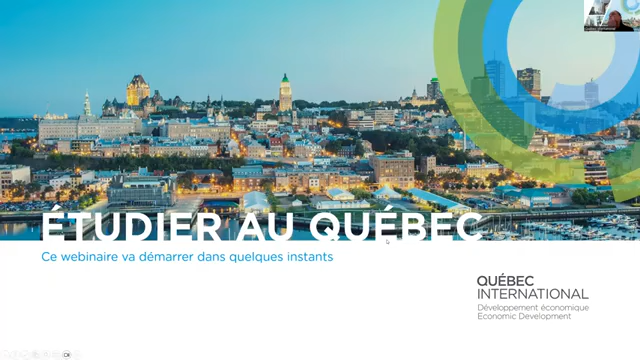 ÉTUDIER AU QUÉBEC
Ce webinaire va démarrer dans quelques instants
QUÉBEC
INTERNATIONAL
Développement économique
Economic Development